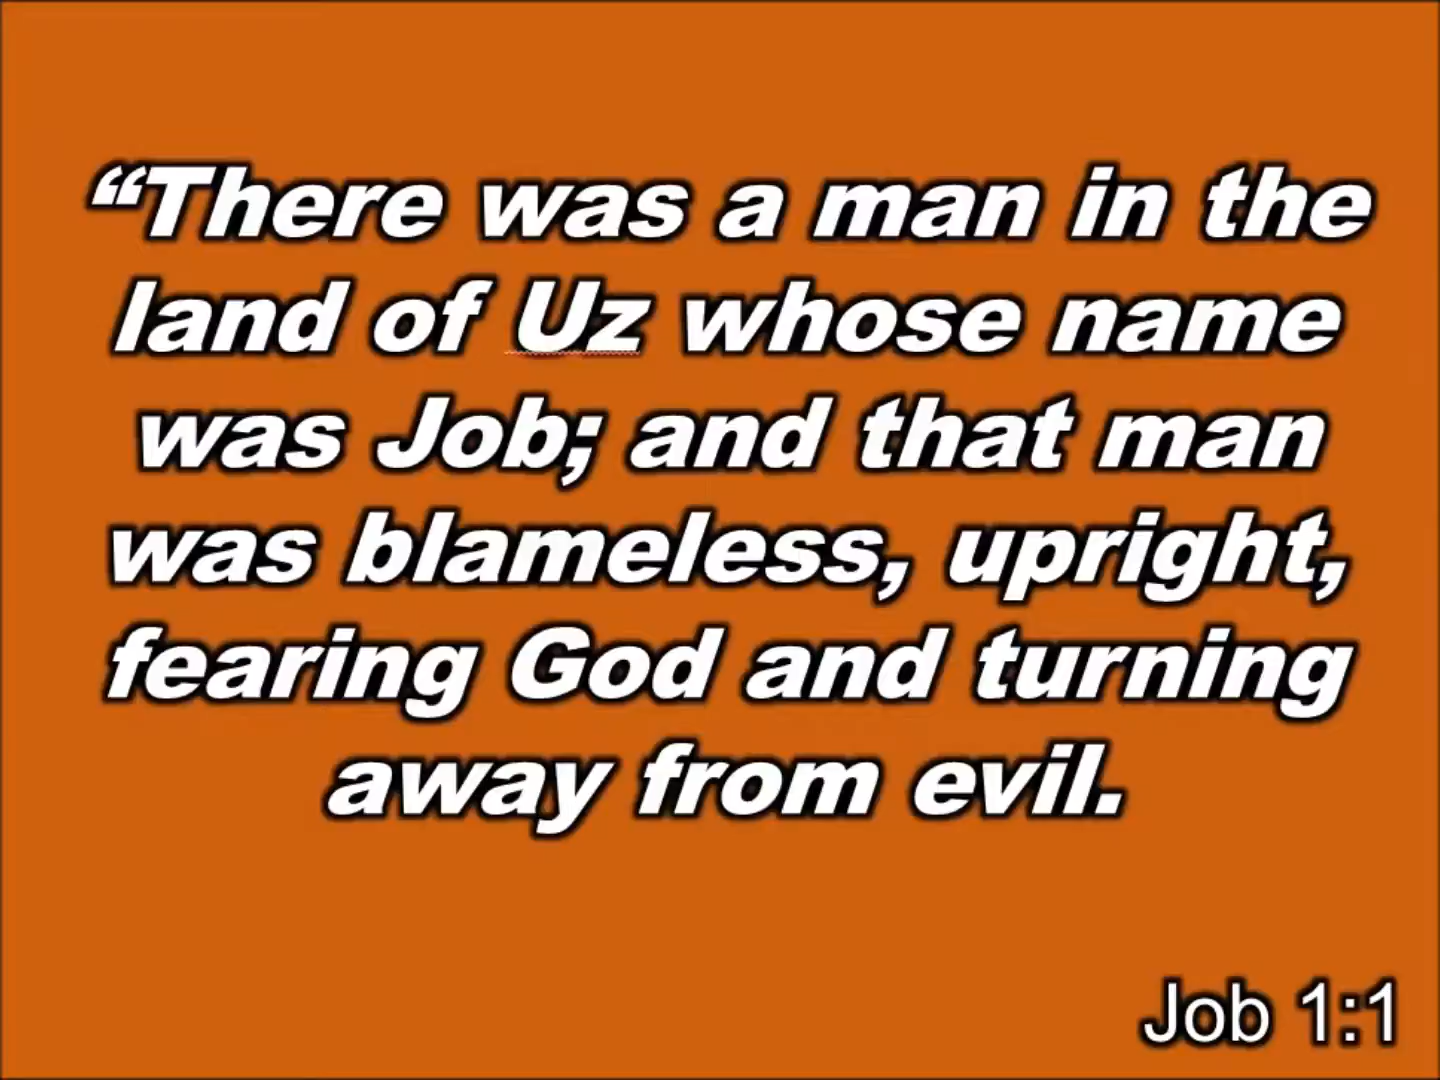 “There was a man in the
land of Uz whose name
was Job; and that man
was blameless, upright,
fearing God and turning
away from evil.
Job 1:1